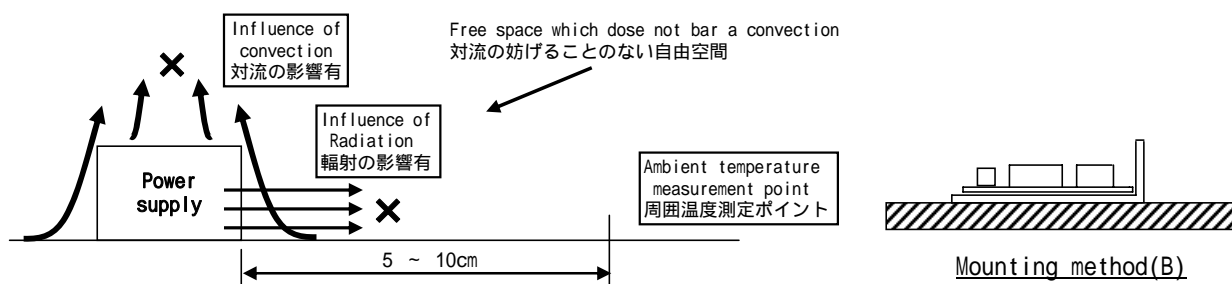 Influence of
convection
対流の影響有
Free space which dose not bar a convection
対流の妨げることのない自由空間
Influence of
Radiation
輻射の影響有
Power
supply
Ambient temperature
measurement point
周囲温度測定ポイント
5 ~ 10cm
Mounting method(B)